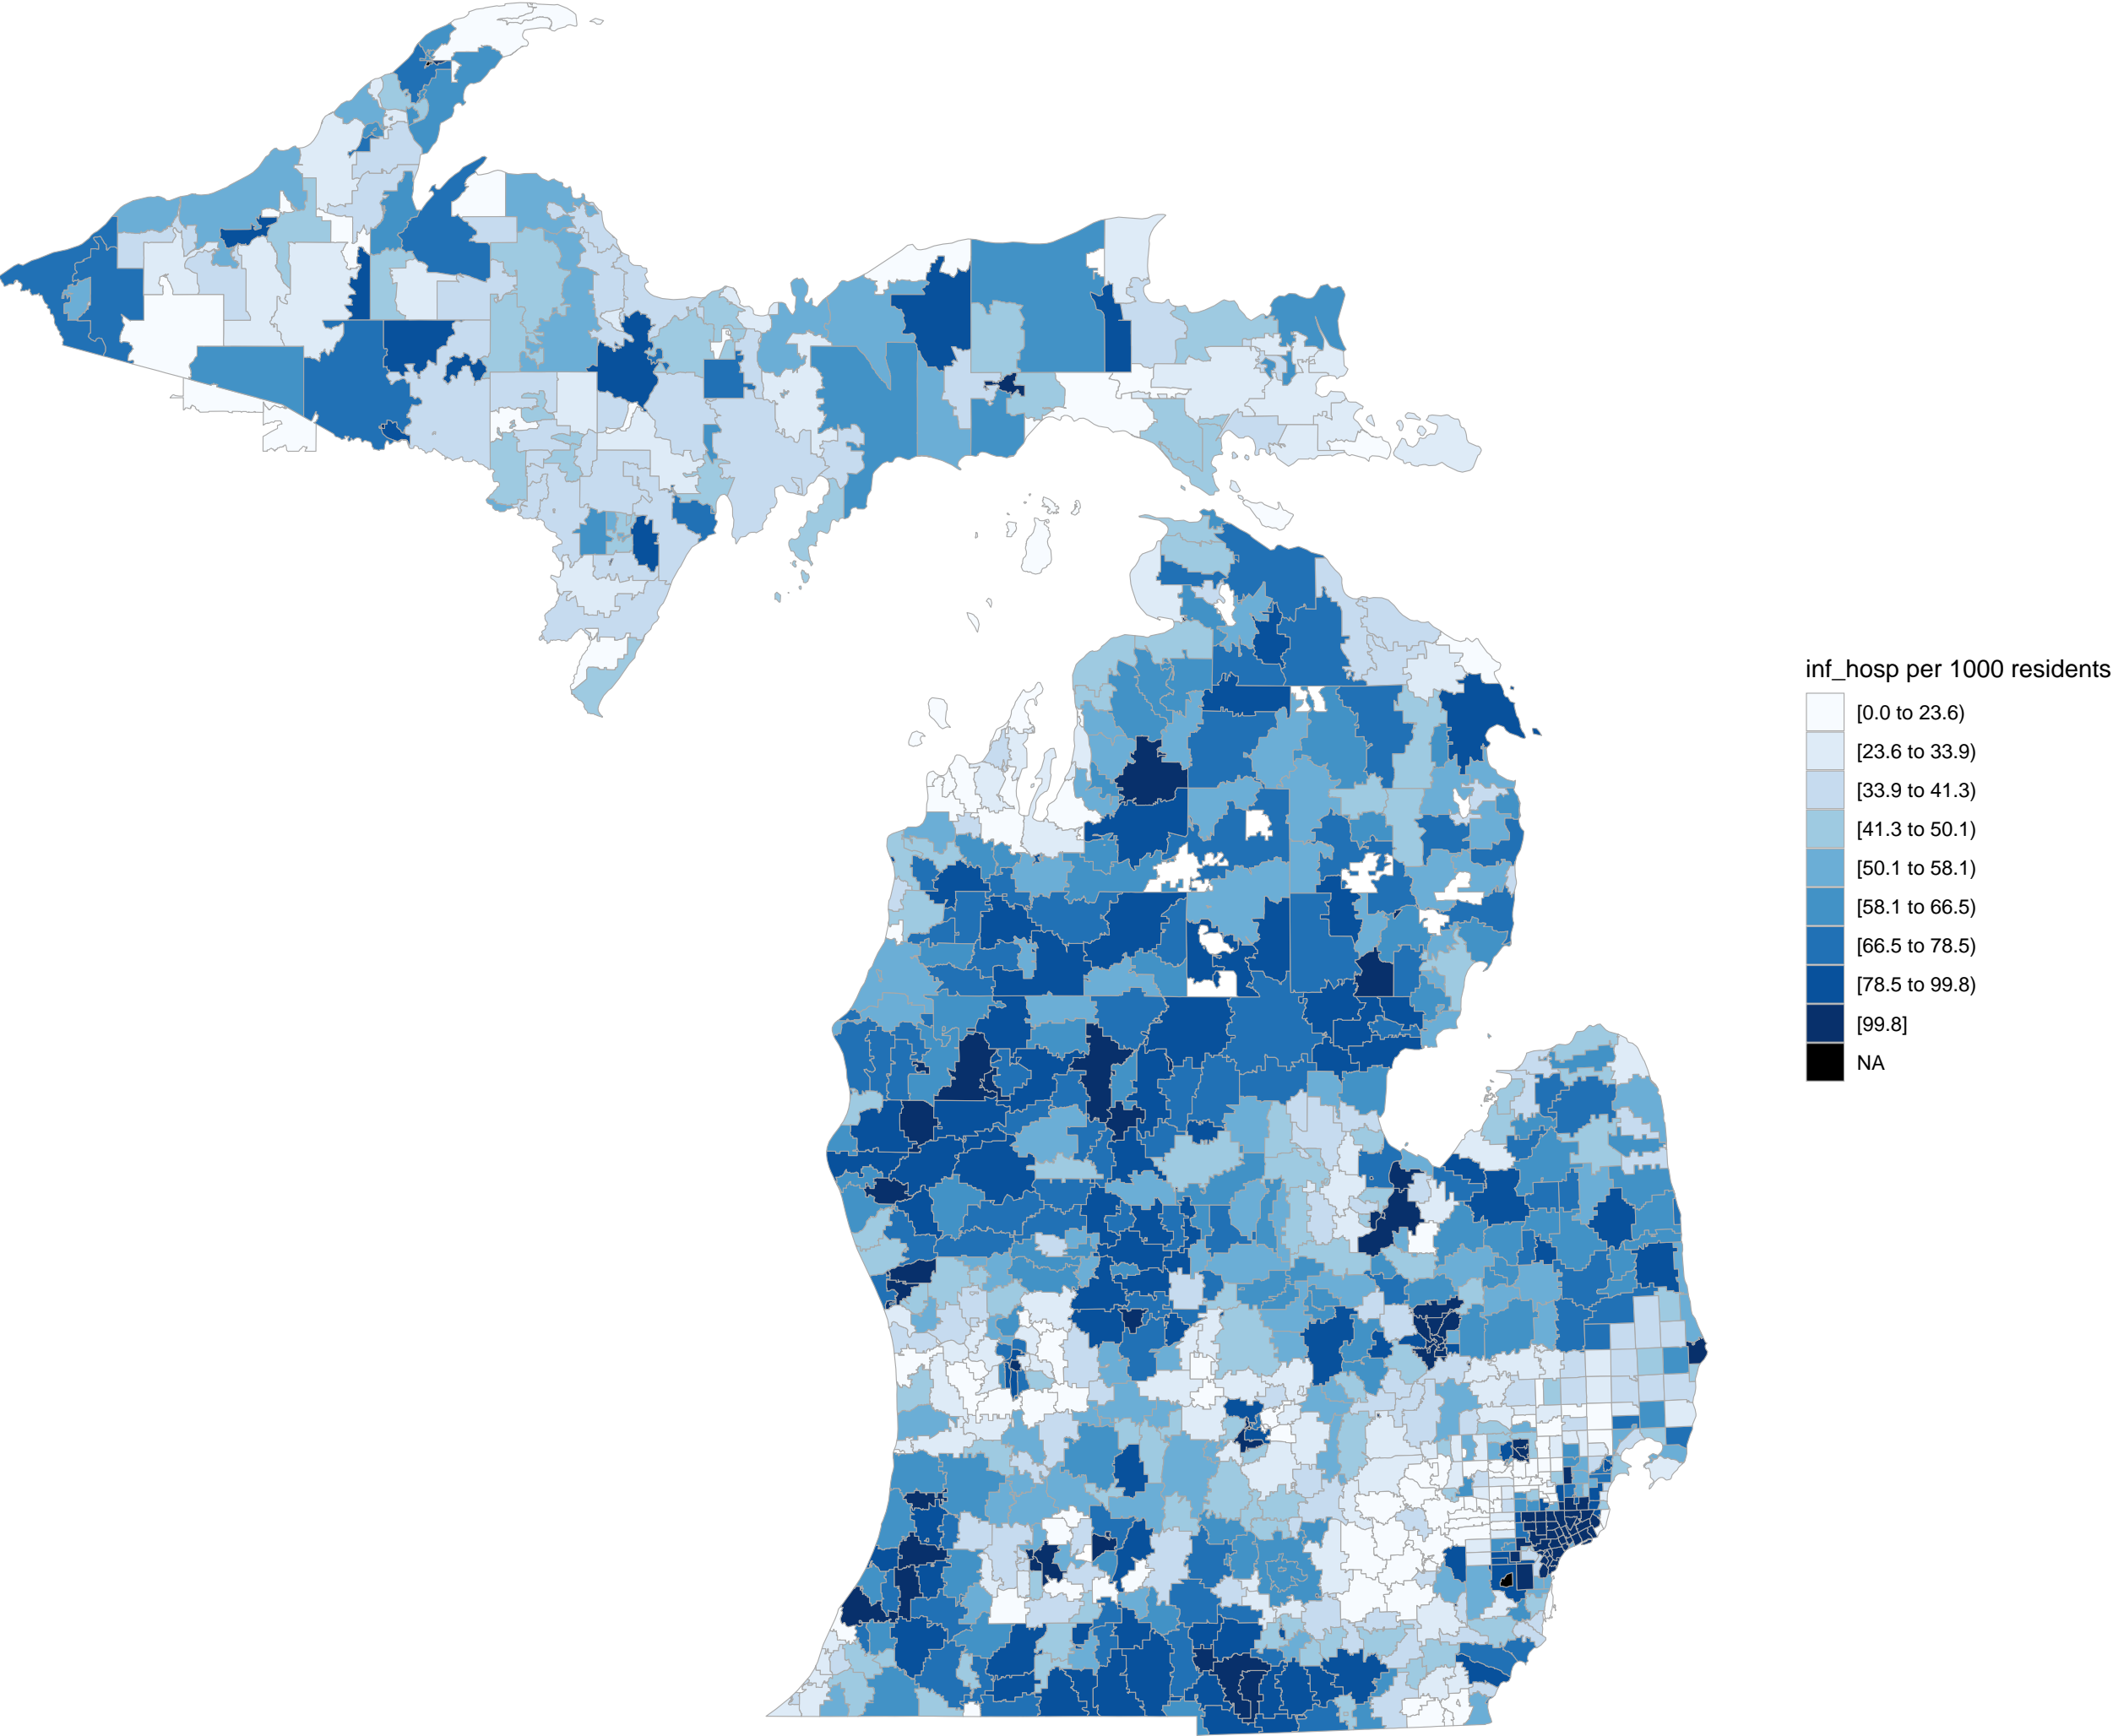 inf_hosp per 1000 residents
[0.0 to 23.6)
[23.6 to 33.9)
[33.9 to 41.3)
[41.3 to 50.1)
[50.1 to 58.1)
[58.1 to 66.5)
[66.5 to 78.5)
[78.5 to 99.8)
[99.8]
NA